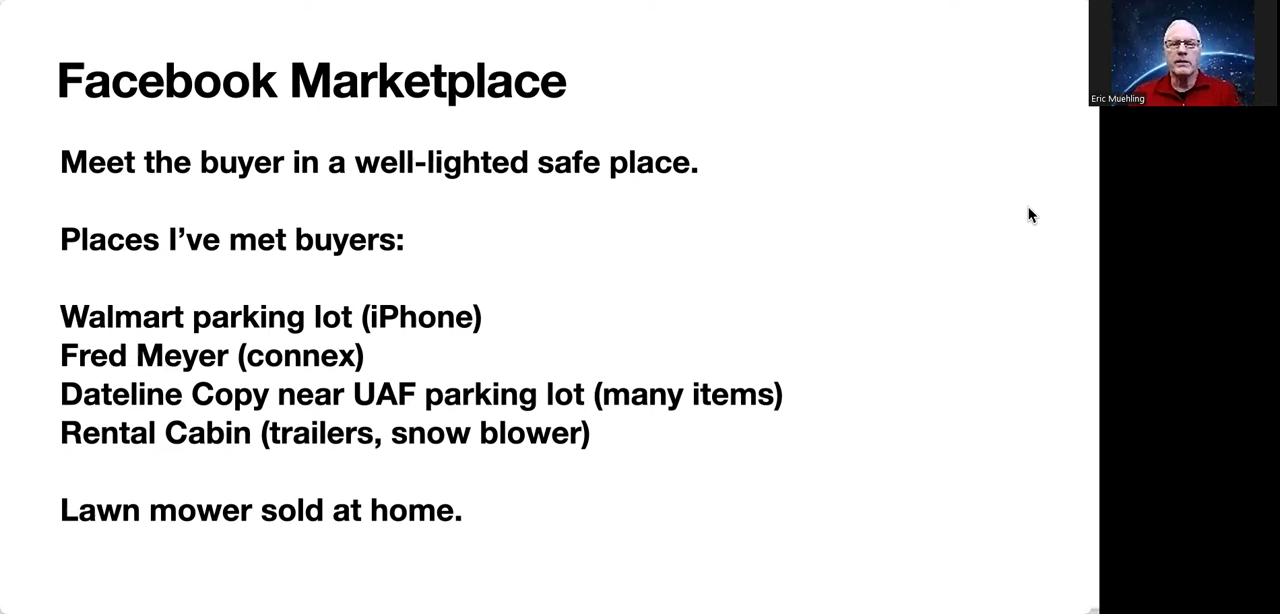 Facebook Marketplace
Meet the buyer in a well-lighted safe place.
Places I’ve met buyers:
Walmart parking lot (iPhone)
Fred Meyer (connex)
Dateline Copy near UAF parking lot (many items)
Rental Cabin (trailers, snow blower)
Lawn mower sold at home.
Eric Muehling